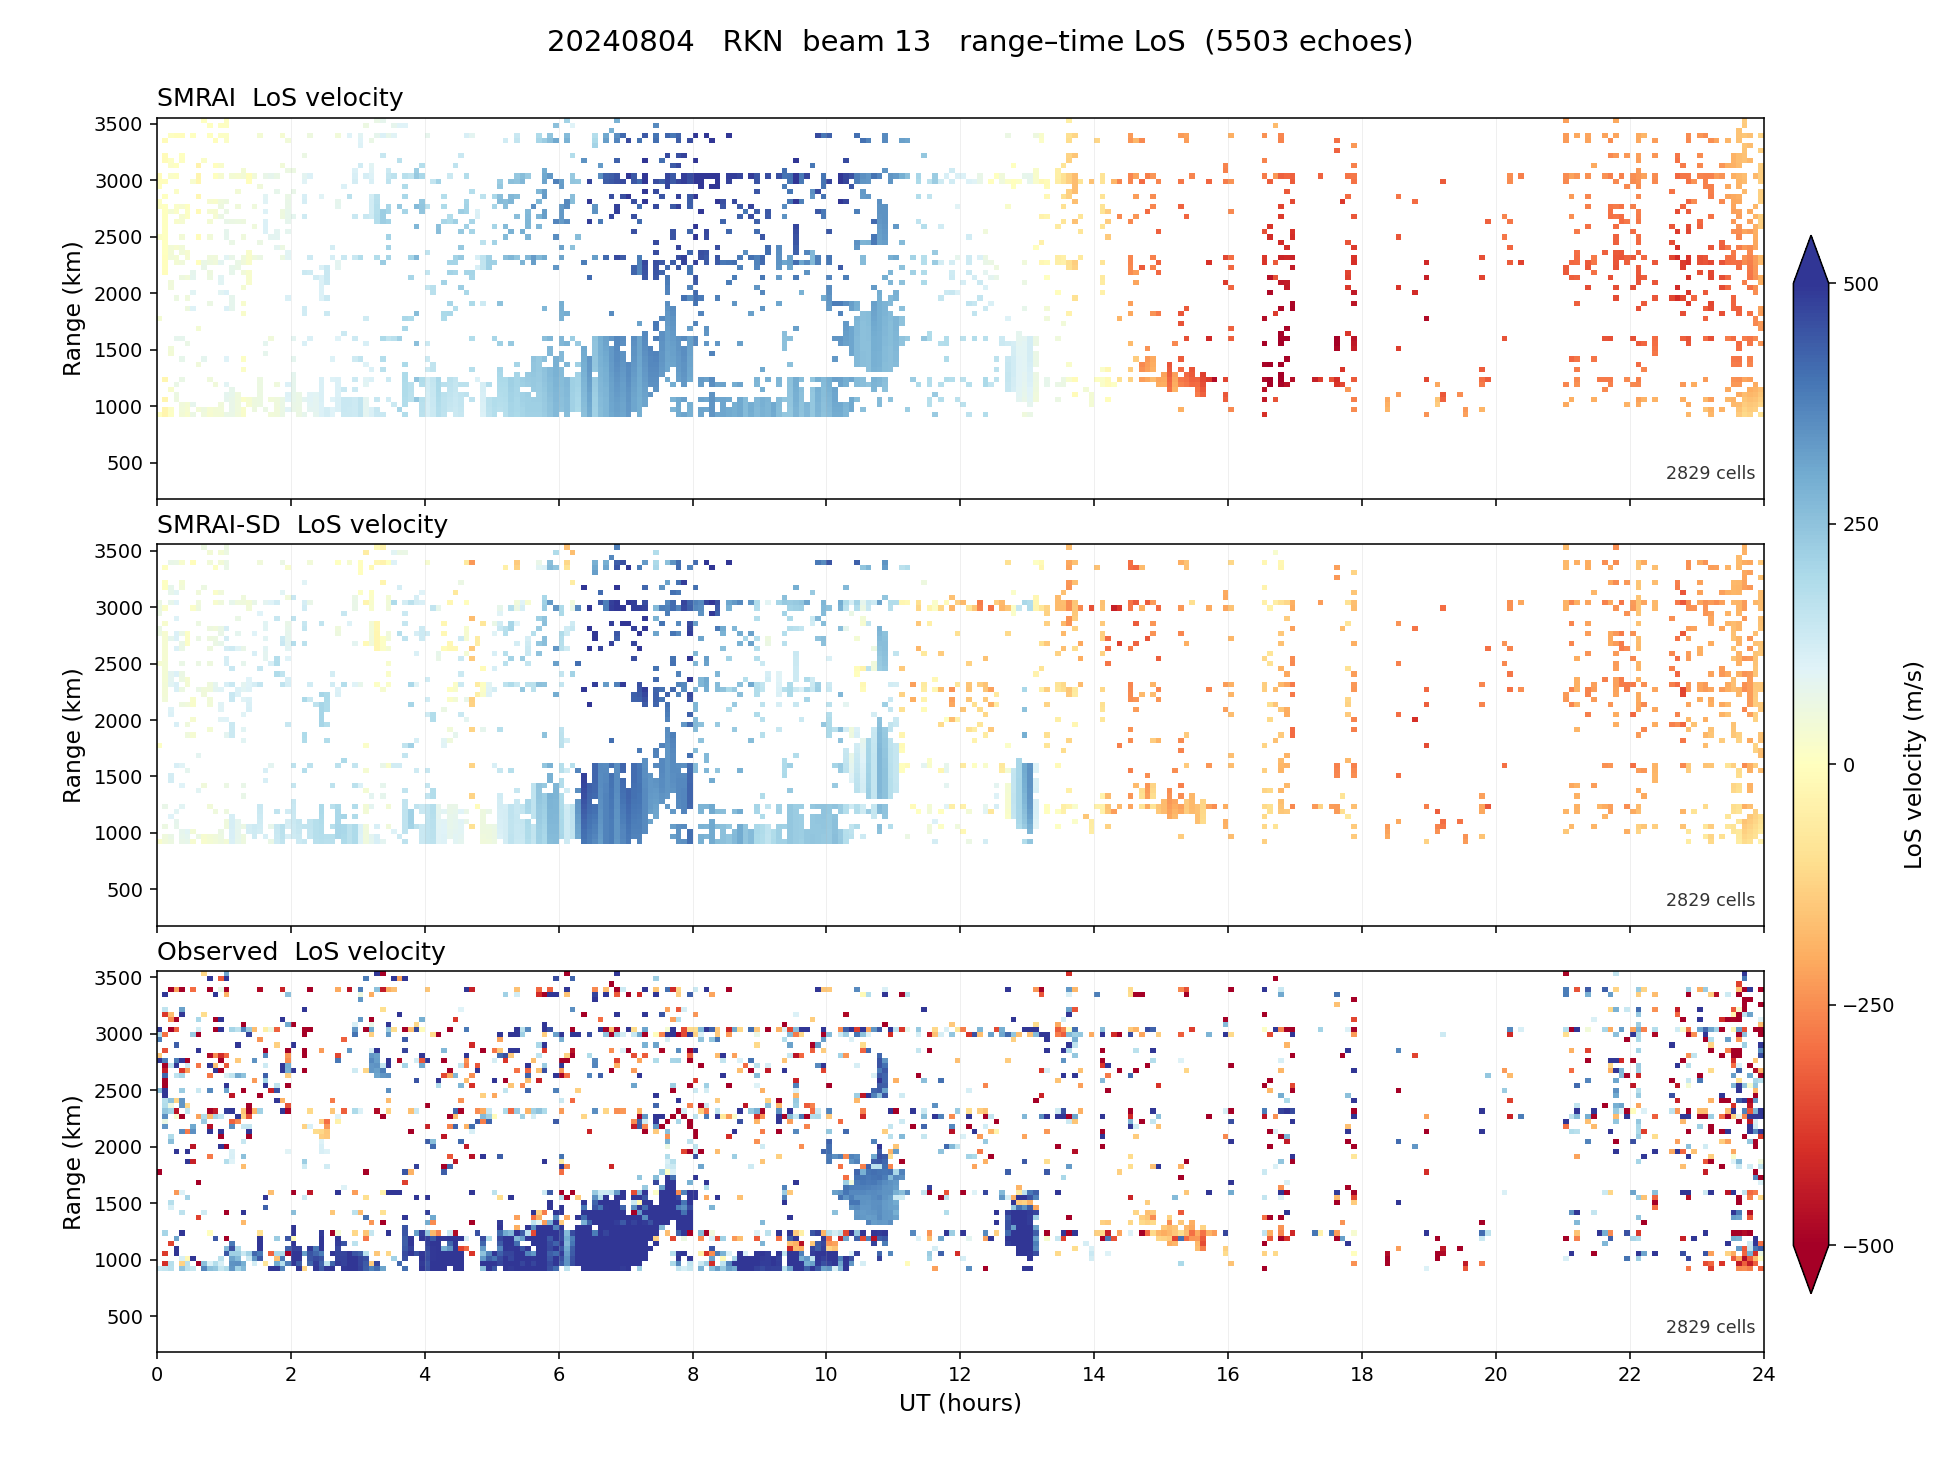 20240804   RKN  beam 13   range–time LoS  (5503 echoes)
SMRAI  LoS velocity
3500
3000
2500
2000
1500
1000
500
Range (km)
2829 cells
SMRAI-SD  LoS velocity
3500
3000
2500
2000
1500
1000
500
Range (km)
2829 cells
Observed  LoS velocity
3500
3000
2500
2000
1500
1000
500
Range (km)
2829 cells
0 2 4 6 8 10 12 14 16 18 20 22 24
UT (hours)
500
250
0
−250
−500
LoS velocity (m/s)